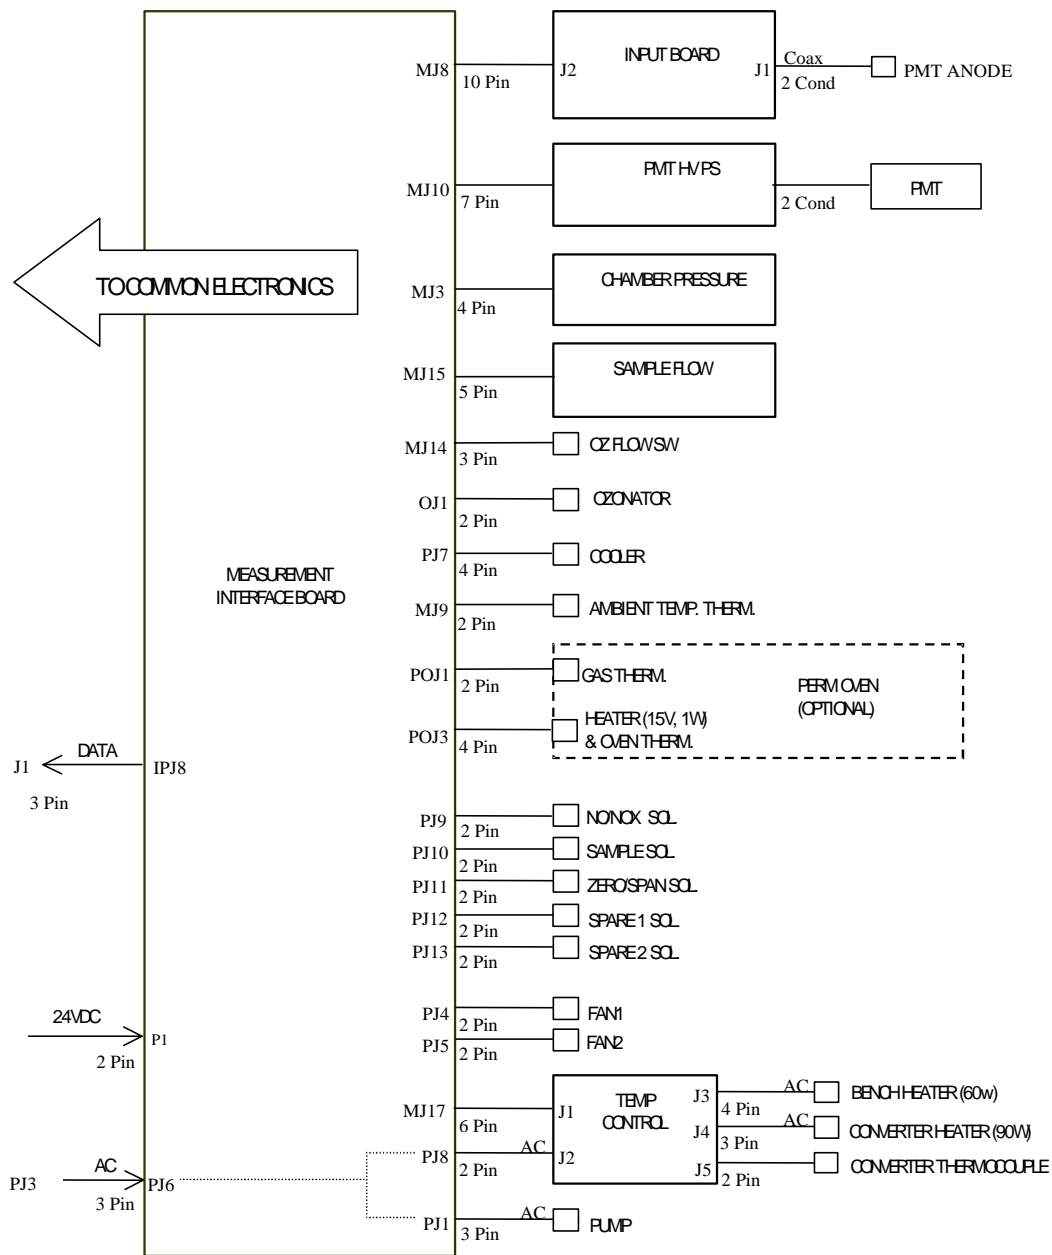 INPUT BOARD
MJ8
J2
J1
Coax
10 Pin
2 Cond
PMT ANODE
PMT HVPS
MJ10
7 Pin
2 Cond
PMT
TO COMMON ELECTRONICS
CHAMBER PRESSURE
MJ3
4 Pin
SAMPLE FLOW
MJ15
5 Pin
MJ14
3 Pin
OZ FLOW SW
OJ1
2 Pin
OZONATOR
PJ7
4 Pin
COOLER
MEASUREMENT
INTERFACE BOARD
MJ9
2 Pin
AMBIENT TEMP. THERM.
POJ1
2 Pin
GAS THERM.
PERM OVEN
(OPTIONAL)
POJ3
4 Pin
HEATER (15V, 1W)
& OVEN THERM.
DATA
J1
IPJ8
3 Pin
PJ9
2 Pin
NO/NOX SOL
PJ10
2 Pin
SAMPLE SOL
PJ11
2 Pin
ZERO/SPAN SOL
PJ12
2 Pin
SPARE 1 SOL
PJ13
2 Pin
SPARE 2 SOL
24VDC
P1
2 Pin
PJ4
2 Pin
FAN1
PJ5
2 Pin
FAN2
MJ17
6 Pin
J1
TEMP
CONTROL
J3
AC
4 Pin
BENCH HEATER (60w)
J4
AC
3 Pin
CONVERTER HEATER (90W)
PJ8
AC
2 Pin
J2
J5
2 Pin
CONVERTER THERMOCOUPLE
PJ3
AC
3 Pin
PJ6
PJ1
AC
3 Pin
PUMP